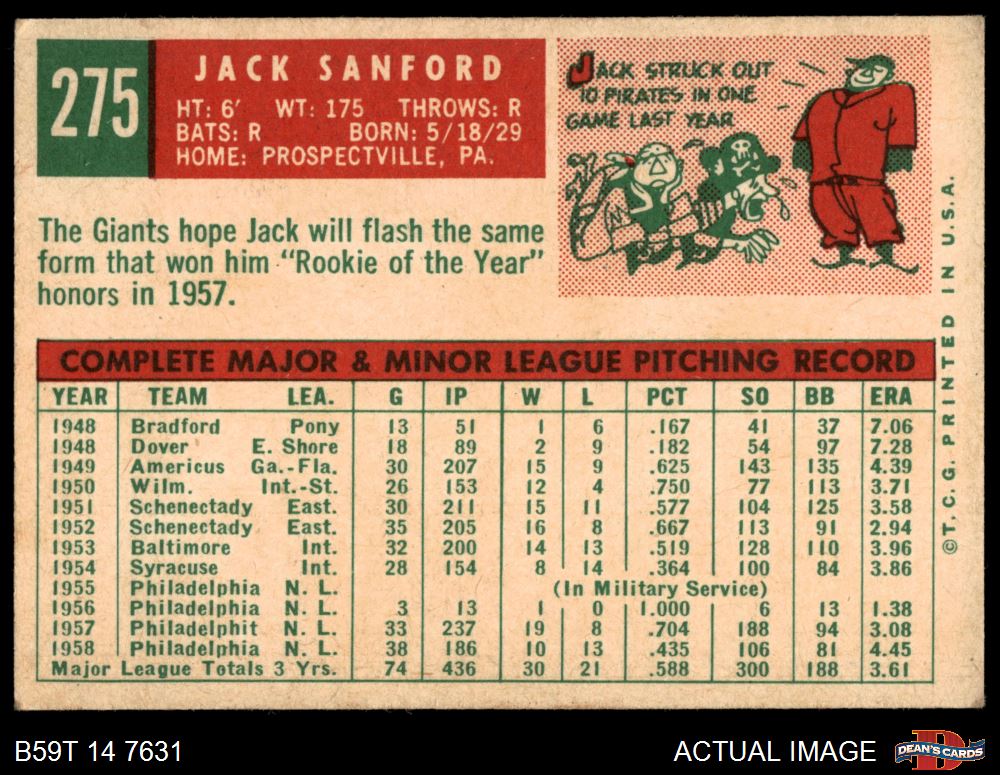 275
JACK SANFORD
HT: 6' WT: 175 THROWS: R
BATS: R BORN: 5/18/29
HOME: PROSPECTVILLE, PA.
JACK STRUCK OUT
10 PIRATES IN ONE
GAME LAST YEAR
The Giants hope Jack will flash the same
form that won him "Rookie of the Year"
honors in 1957.
COMPLETE MAJOR & MINOR LEAGUE PITCHING RECORD
YEAR TEAM LEA. G IP W L PCT SO BB ERA
1948 Bradford Pony 13 51 1 6 .167 41 37 7.06
1948 Dover E. Shore 18 89 2 9 .182 54 97 7.28
1949 Americus Ga.-Fla. 30 207 15 9 .625 143 135 4.39
1950 Wilm. Int.-St. 26 153 12 4 .750 77 113 3.71
1951 Schenectady East. 30 211 15 11 .577 104 125 3.58
1952 Schenectady East. 35 205 16 8 .667 113 91 2.94
1953 Baltimore Int. 32 200 14 13 .519 128 110 3.96
1954 Syracuse Int. 28 154 8 14 .364 100 84 3.86
1955 Philadelphia N. L. (In Military Service)
1956 Philadelphia N. L. 3 13 1 0 1.000 6 13 1.38
1957 Philadelphit N. L. 33 237 19 8 .704 188 94 3.08
1958 Philadelphia N. L. 38 186 10 13 .435 106 81 4.45
Major League Totals 3 Yrs. 74 436 30 21 .588 300 188 3.61
©T. C. G. PRINTED IN U.S.A.
B59T 14 7631
ACTUAL IMAGE
D
DEAN'S CARDS